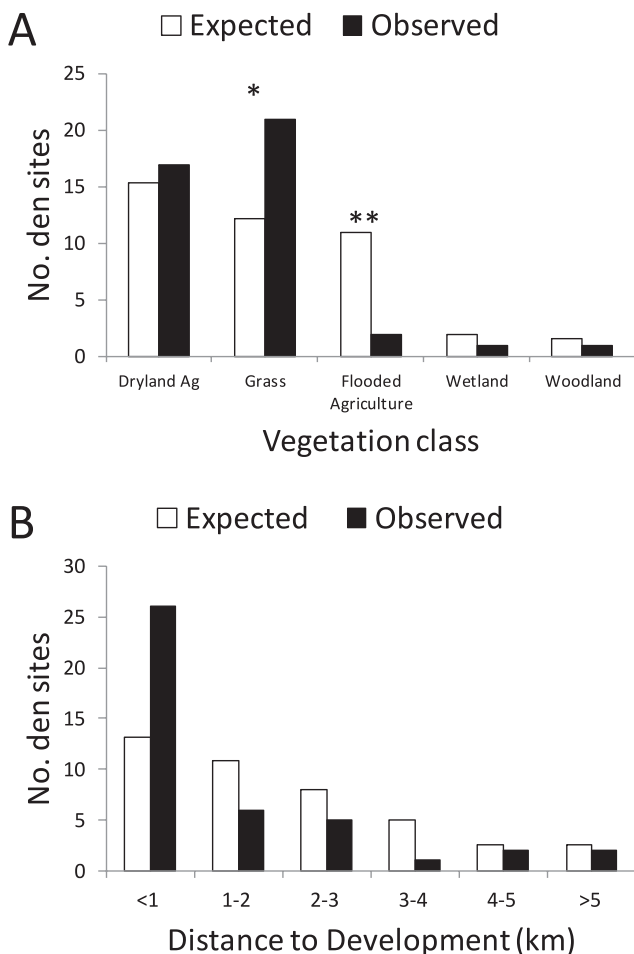 A
Expected Observed
25
20
15
10
5
0
No. den sites
*
**
Dryland Ag Grass Flooded Agriculture Wetland Woodland
Vegetation class
B
Expected Observed
30
25
20
15
10
5
0
No. den sites
<1 1-2 2-3 3-4 4-5 >5
Distance to Development (km)